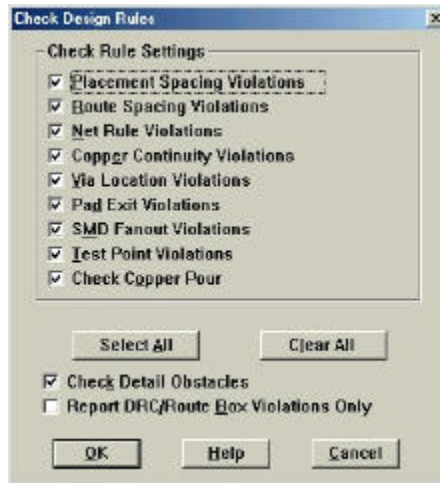 Check Design Rules
Check Rule Settings
Placement Spacing Violations
Route Spacing Violations
Net Rule Violations
Copper Continuity Violations
Via Location Violations
Pad Exit Violations
SMD Fanout Violations
Test Point Violations
Check Copper Pour
Select All Clear All
Check Detail Obstacles
Report DRC/Route Box Violations Only
OK Help Cancel